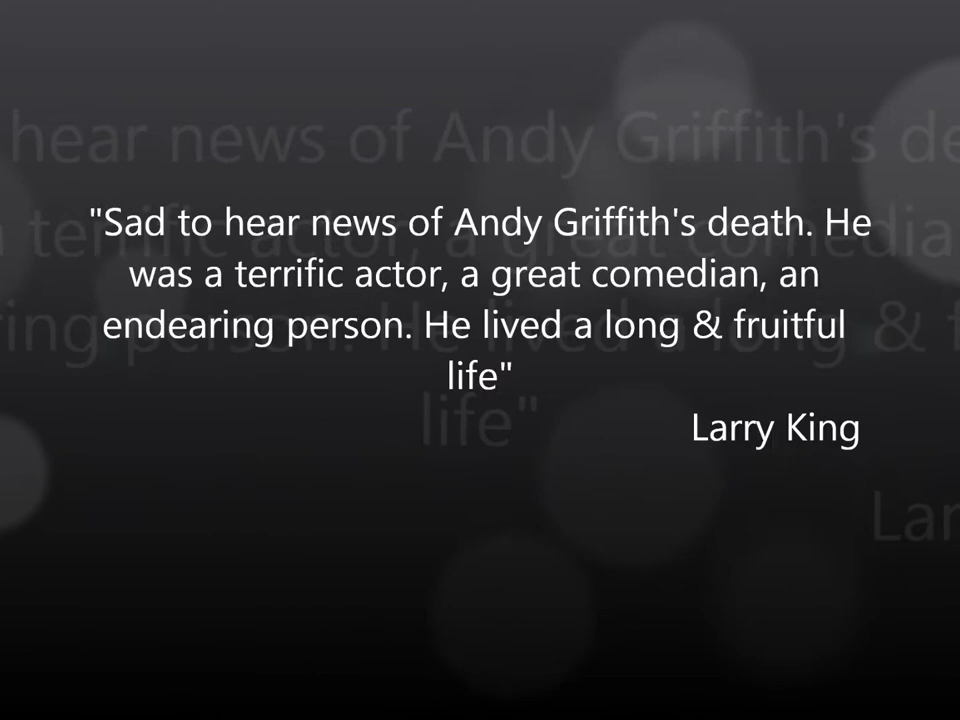 "Sad to hear news of Andy Griffith's death. He
was a terrific actor, a great comedian, an
endearing person. He lived a long & fruitful
life"
Larry King